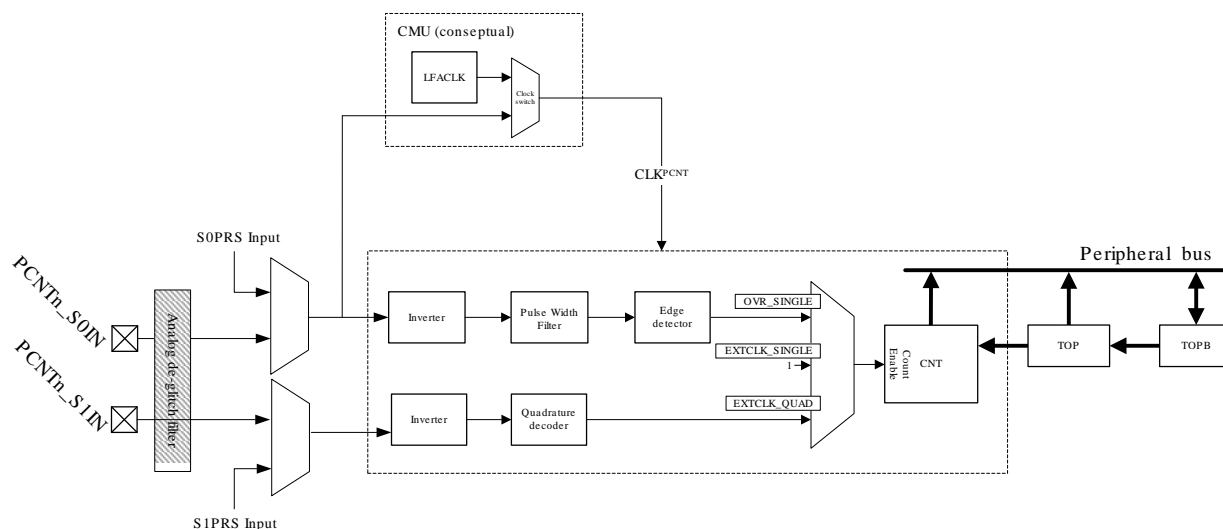 CMU (conseptual)
LFACLK
Clock
switch
CLKPCNT
S0PRS Input
Peripheral bus
PCNTn_S0IN
PCNTn_S1IN
Analog de-glitch filter
Inverter
Pulse Width
Filter
Edge
detector
OVR_SINGLE
EXTCLK_SINGLE
1
EXTCLK_QUAD
Count
Enable
CNT
TOP
TOPB
Inverter
Quadrature
decoder
S1PRS Input